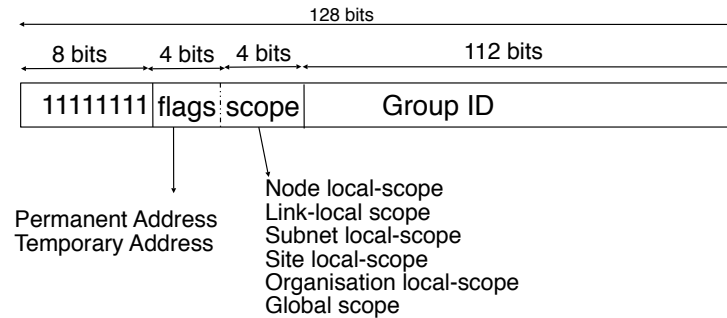 128 bits
8 bits 4 bits 4 bits 112 bits
11111111 flags scope Group ID
Permanent Address
Temporary Address
Node local-scope
Link-local scope
Subnet local-scope
Site local-scope
Organisation local-scope
Global scope